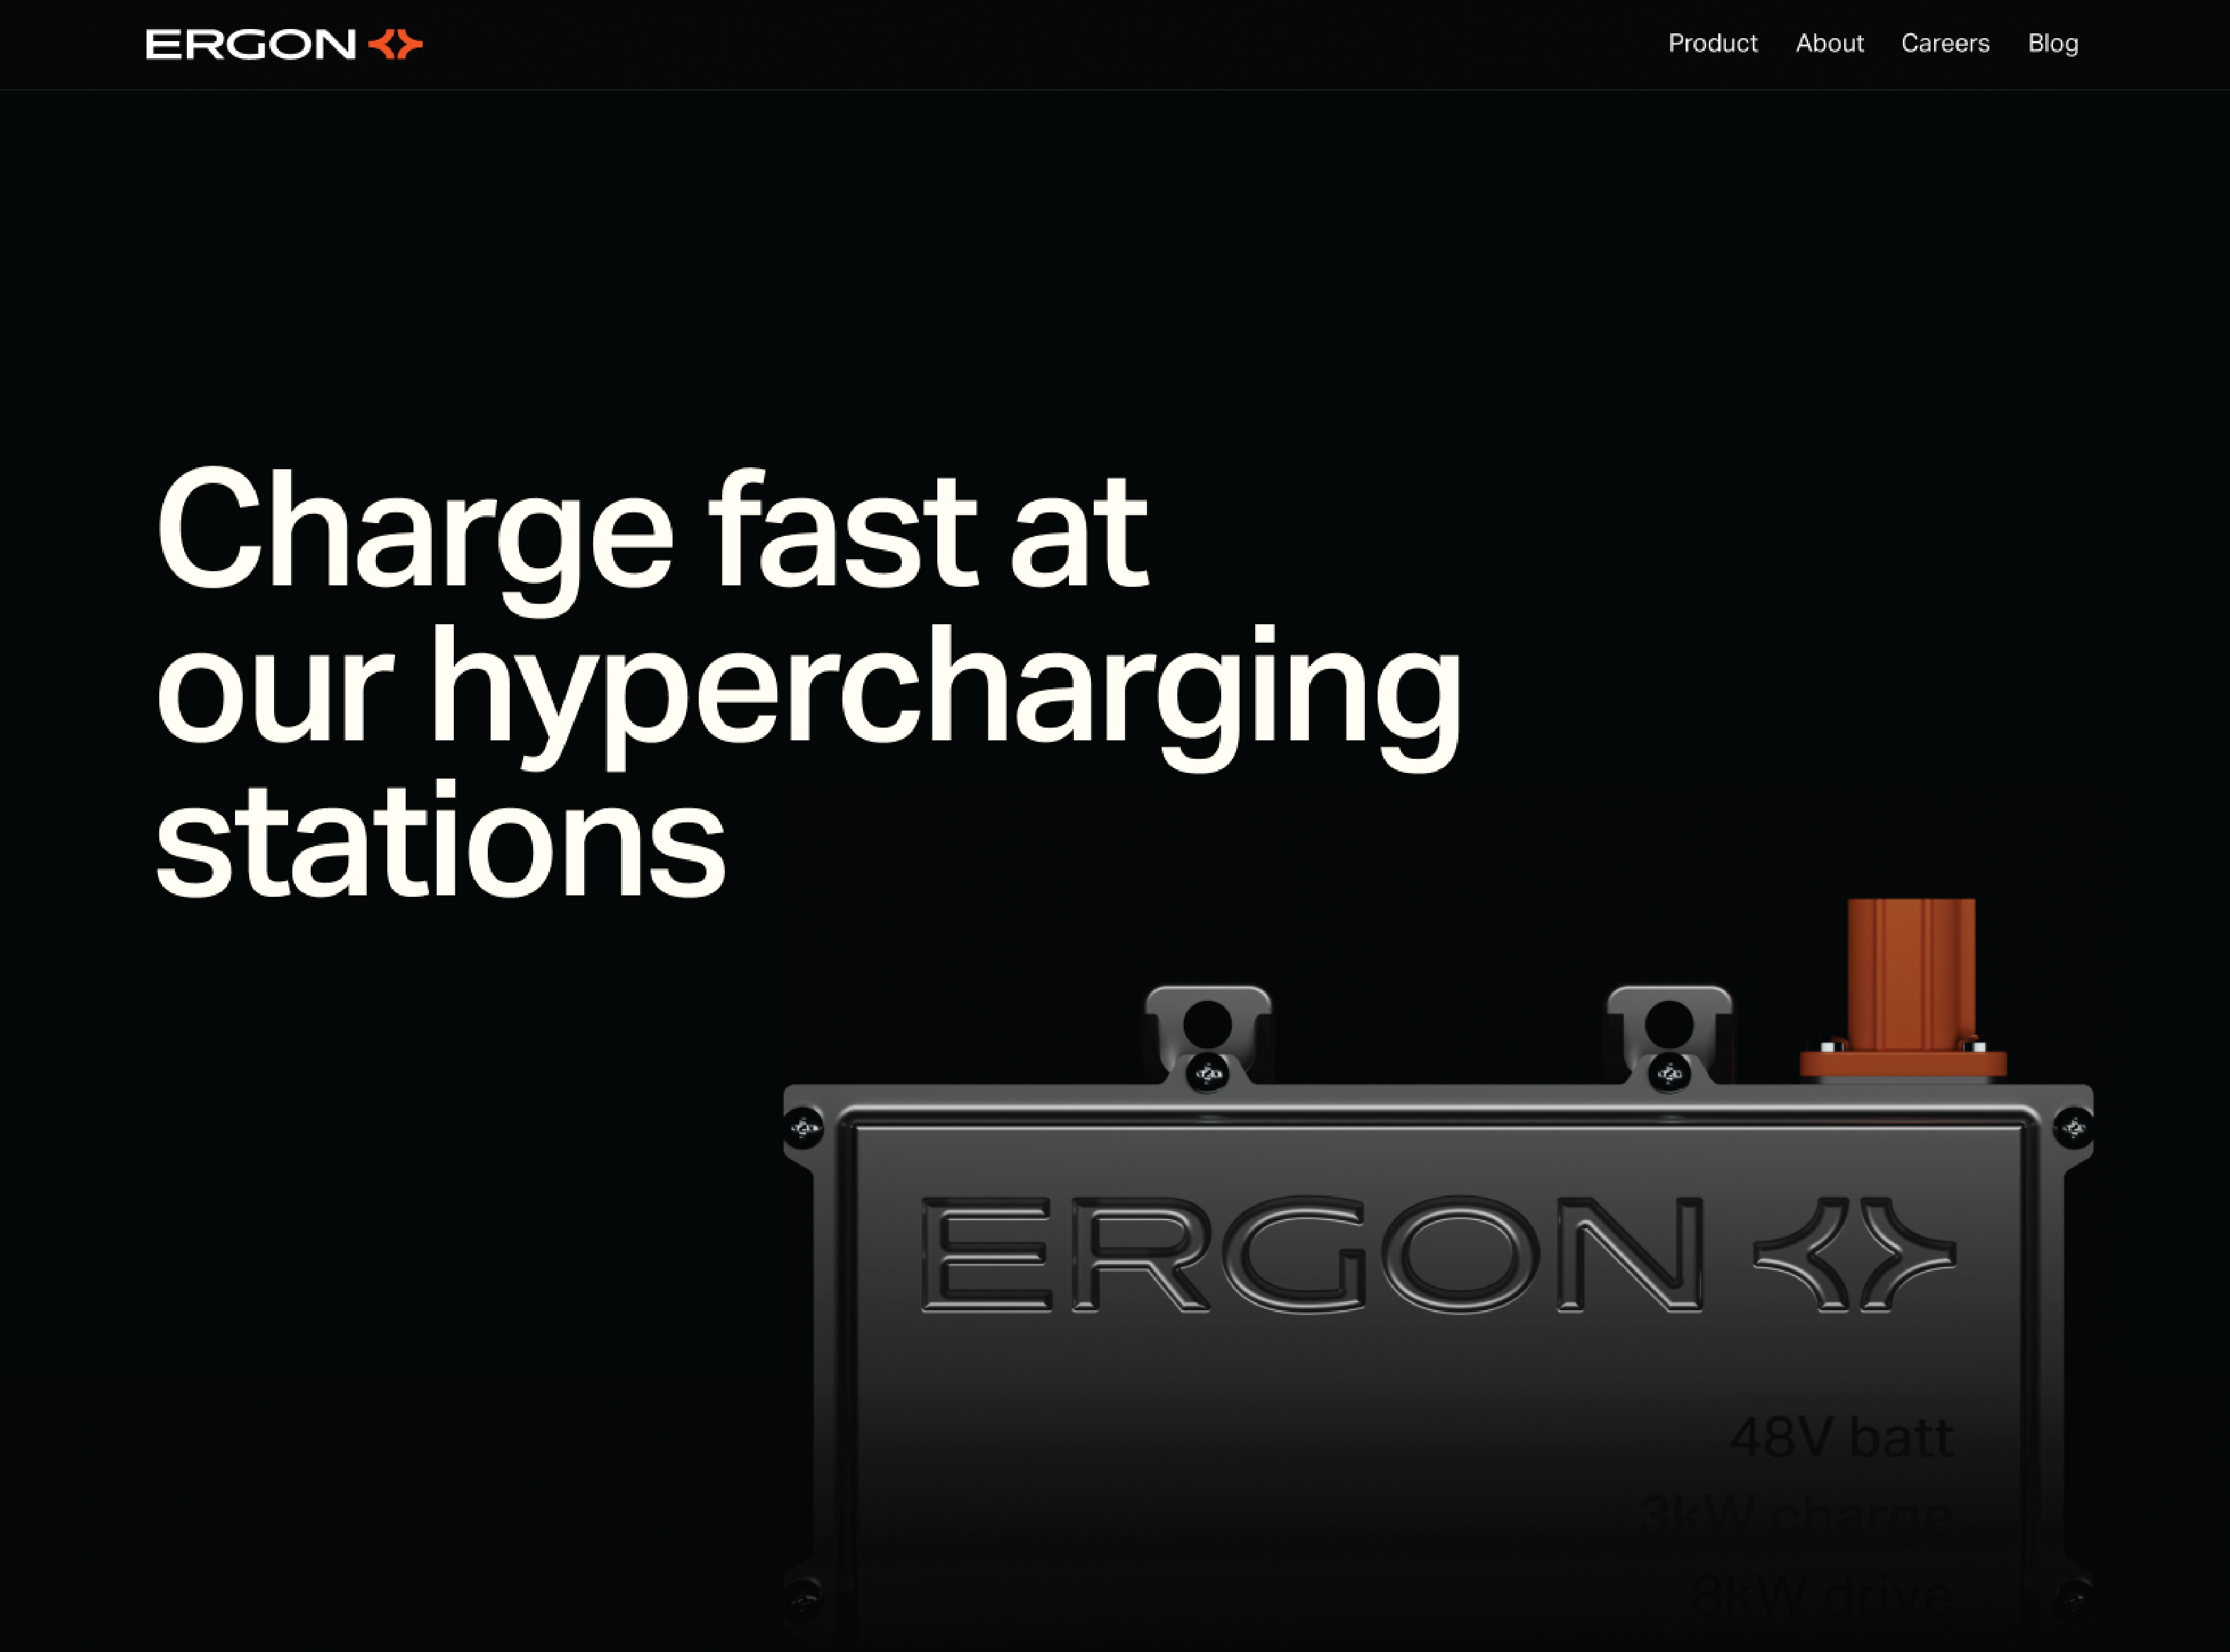 ERGON
Product About Careers Blog
Charge fast at
our hypercharging
stations
ERGON
48V batt
3kW charge
8kW drive